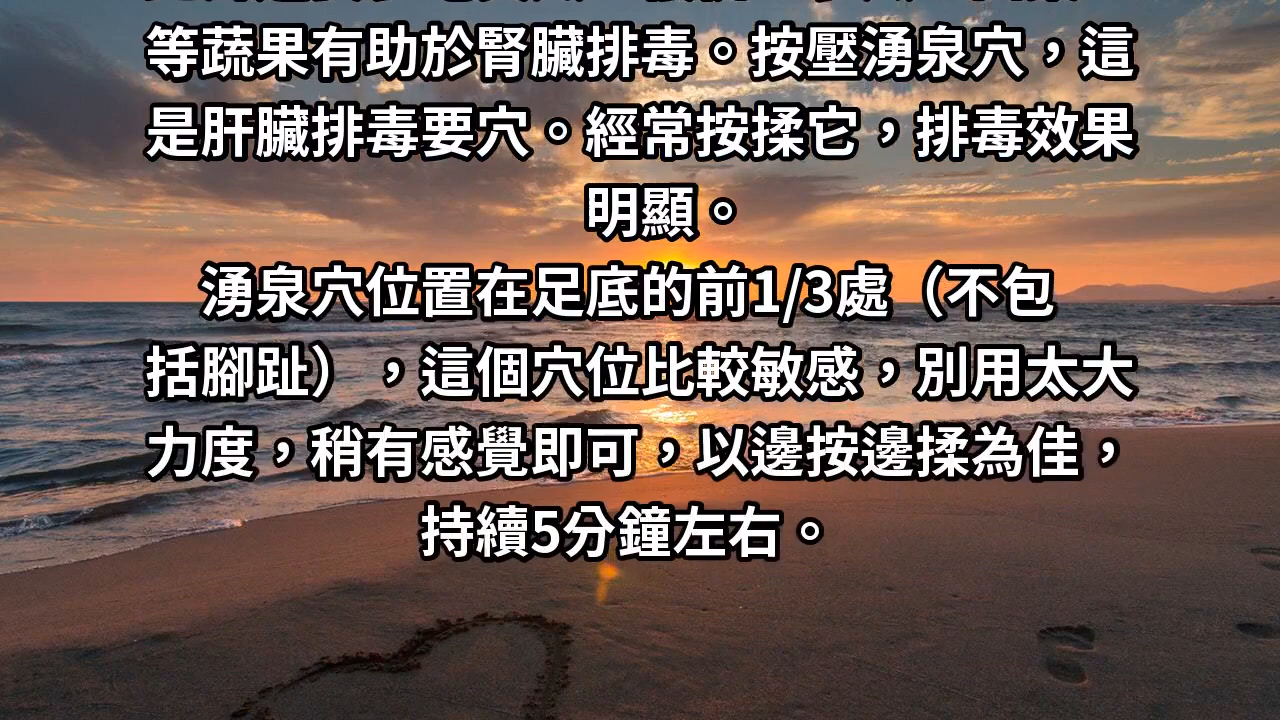 等蔬果有助於腎臟排毒。按壓湧泉穴，這
是肝臟排毒要穴。經常按揉它，排毒效果
明顯。
湧泉穴位置在足底的前1/3處（不包
括腳趾），這個穴位比較敏感，別用太大
力度，稍有感覺即可，以邊按邊揉為佳，
持續5分鐘左右。